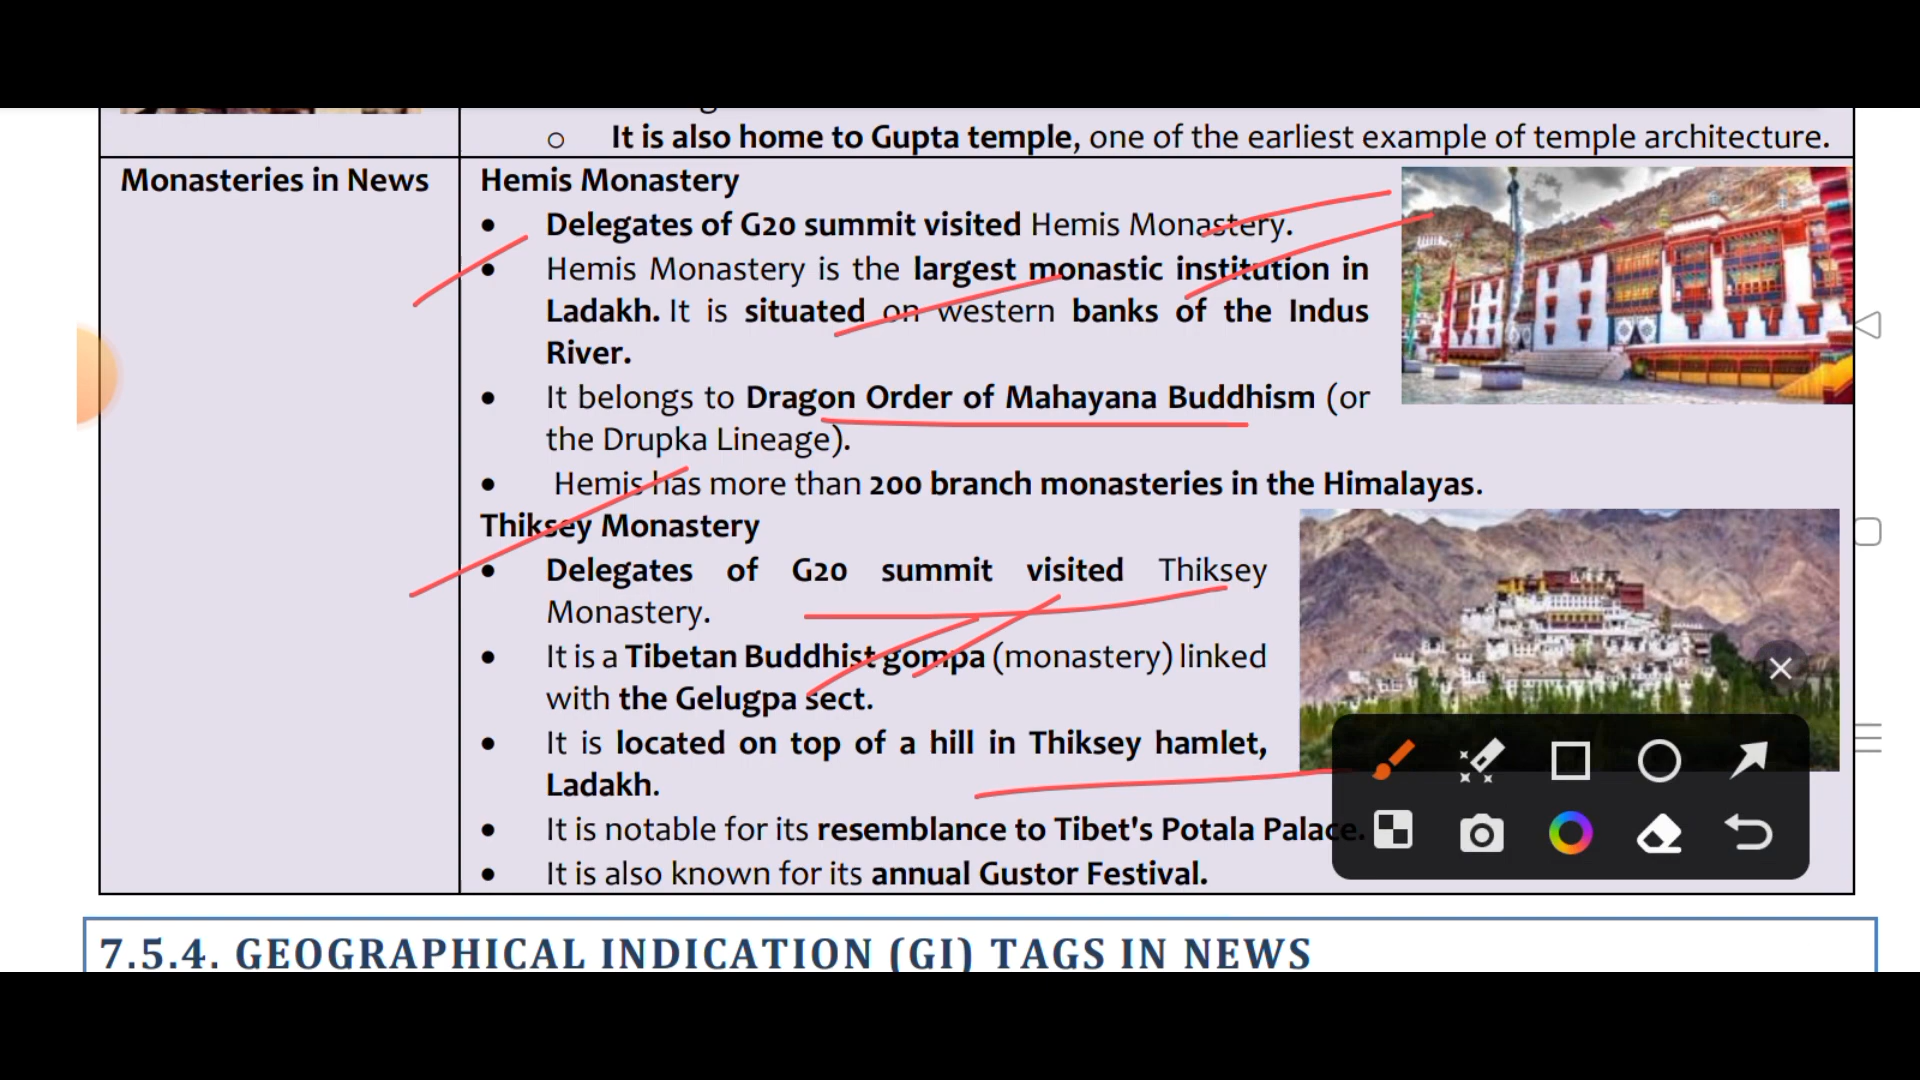 It is also home to Gupta temple, one of the earliest example of temple architecture.
Monasteries in News
Hemis Monastery
Delegates of G20 summit visited Hemis Monastery.
Hemis Monastery is the largest monastic institution in
Ladakh. It is situated on western banks of the Indus
River.
It belongs to Dragon Order of Mahayana Buddhism (or
the Drupka Lineage).
Hemis has more than 200 branch monasteries in the Himalayas.
Thiksey Monastery
Delegates of G20 summit visited Thiksey
Monastery.
It is a Tibetan Buddhist gompa (monastery) linked
with the Gelugpa sect.
It is located on top of a hill in Thiksey hamlet,
Ladakh.
It is notable for its resemblance to Tibet's Potala Palace.
It is also known for its annual Gustor Festival.
7.5.4. GEOGRAPHICAL INDICATION (GI) TAGS IN NEWS